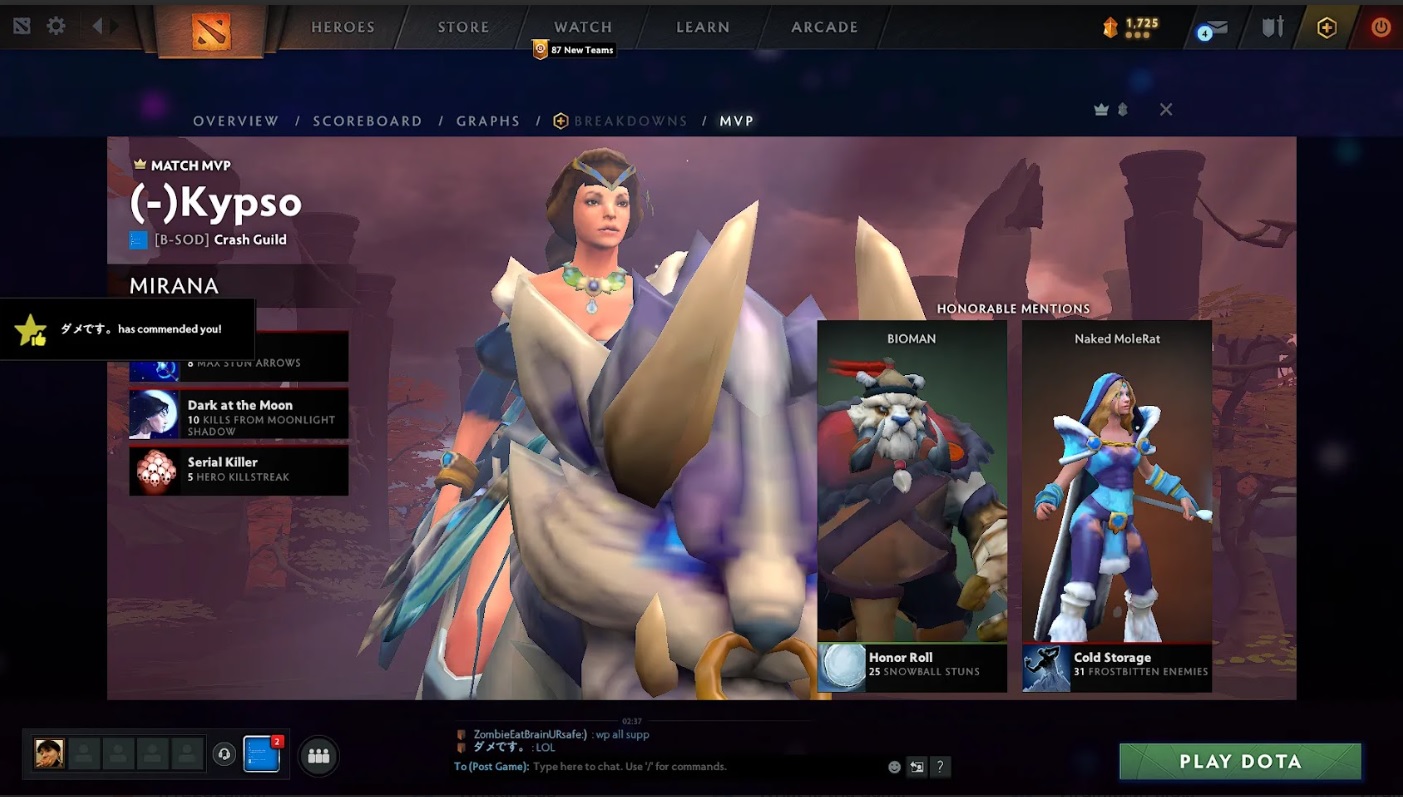 HEROES
STORE
WATCH
LEARN
ARCADE
1,725
4
87 New Teams
OVERVIEW / SCOREBOARD / GRAPHS / BREAKDOWNS / MVP
MATCH MVP
(-)Kypso
[B-SOD] Crash Guild
MIRANA
ダメです。has commended you!
8 MAX STUN ARROWS
Dark at the Moon
10 KILLS FROM MOONLIGHT
SHADOW
Serial Killer
5 HERO KILLSTREAK
HONORABLE MENTIONS
BIOMAN
Naked MoleRat
Honor Roll
25 SNOWBALL STUNS
Cold Storage
31 FROSTBITTEN ENEMIES
02:37
ZombieEatBrainURsafe:) : wp all supp
ダメです。: LOL
To (Post Game): Type here to chat. Use '/' for commands.
?
2
PLAY DOTA